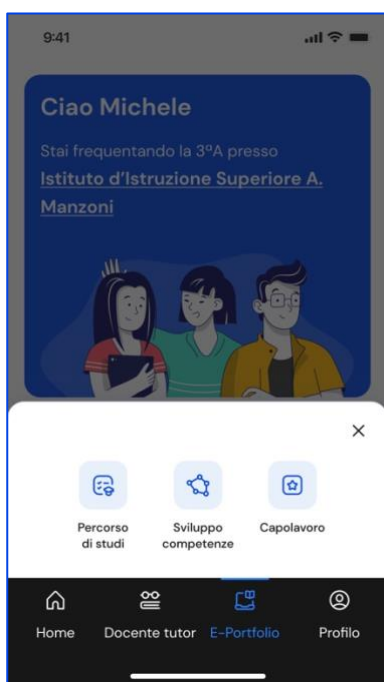 9:41
Ciao Michele
Stai frequentando la 3ªA presso
Istituto d'Istruzione Superiore A.
Manzoni
Percorso
di studi
Sviluppo
competenze
Capolavoro
Home
Docente tutor
E-Portfolio
Profilo